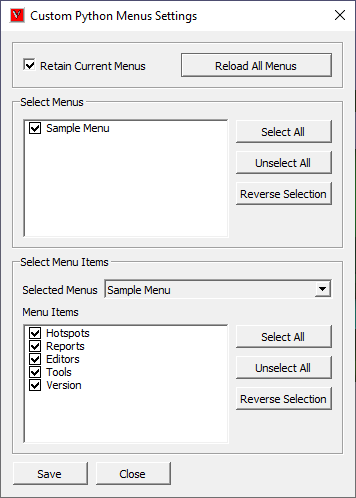 Custom Python Menus Settings
Retain Current Menus
Reload All Menus
Select Menus
Sample Menu
Select All
Unselect All
Reverse Selection
Select Menu Items
Selected Menus
Sample Menu
Menu Items
Hotspots
Reports
Editors
Tools
Version
Select All
Unselect All
Reverse Selection
Save
Close